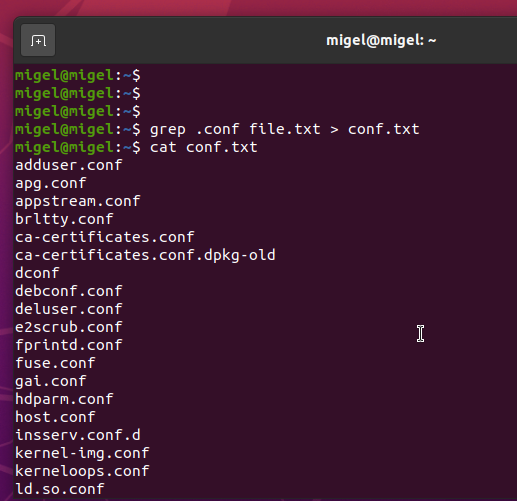 migel@migel: ~
migel@migel:~$
migel@migel:~$
migel@migel:~$
migel@migel:~$ grep .conf file.txt > conf.txt
migel@migel:~$ cat conf.txt
adduser.conf
apg.conf
appstream.conf
brltty.conf
ca-certificates.conf
ca-certificates.conf.dpkg-old
dconf
debconf.conf
deluser.conf
e2scrub.conf
fprintd.conf
fuse.conf
gai.conf
hdparm.conf
host.conf
insserv.conf.d
kernel-img.conf
kerneloops.conf
ld.so.conf